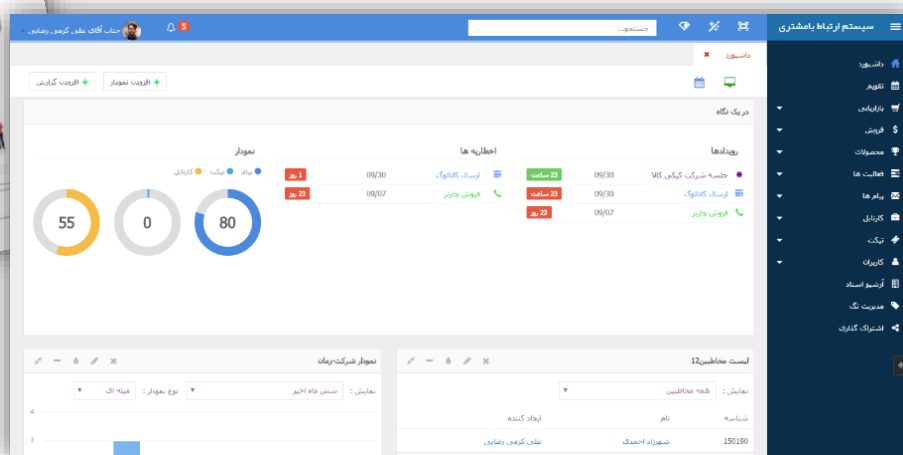 سیستم ارتباط بامشتری
جستجو...
5
جناب آقای علی کرمی رضایی
داشبورد
تقویم
بازاریابی
فروش
محصولات
فعالیت ها
پیام ها
کارتابل
تیکت
کاربران
آرشیو اسناد
مدیریت تگ
اشتراک گذاری
داشبورد
افزودن نمودار
افزودن گزارش
در یک نگاه
رویدادها
جلسه شرکت کیکی کالا 09/30 23 ساعت
ارسال کاتالوگ 09/30 23 ساعت
فروش چارتر 09/07 23 روز
اخطاریه ها
ارسال کاتالوگ 09/30 1 روز
فروش چارتر 09/07 23 روز
نمودار
پیام تیکت کارتابل
80 0 55
لیست مخاطبین12
نمایش : همه مخاطبین
شناسه نام ایجاد کننده
150190 شهرزاد احمدی علی کرمی رضایی
نمودار شرکت-زمان
نمایش : شش ماه اخیر نوع نمودار : میله ای
4
3